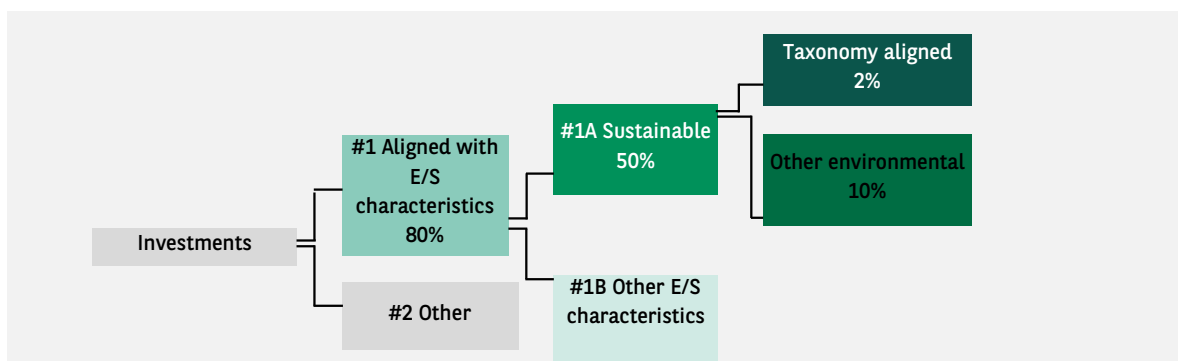 Taxonomy aligned
2%
#1A Sustainable
50%
#1 Aligned with
E/S
characteristics
80%
Other environmental
10%
Investments
#2 Other
#1B Other E/S
characteristics